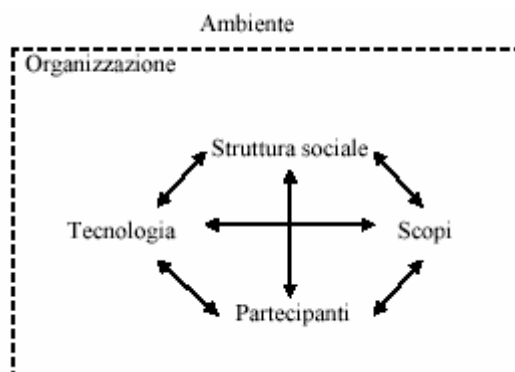 Ambiente
Organizzazione
Struttura sociale
Tecnologia
Scopi
Partecipanti